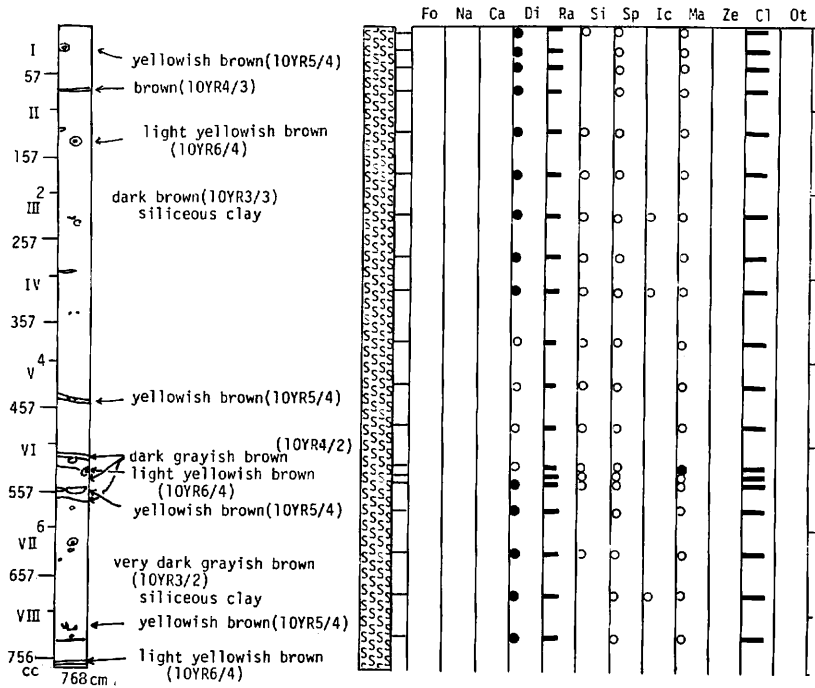 Fo Na Ca Di Ra Si Sp Ic Ma Ze Cl Ot
I
yellowish brown(10YR5/4)
57
brown(10YR4/3)
II
light yellowish brown
(10YR6/4)
157
2
dark brown(10YR3/3)
III
siliceous clay
257
IV
357
4
V
yellowish brown(10YR5/4)
457
(10YR4/2)
VI
dark grayish brown
light yellowish brown
(10YR6/4)
557
yellowish brown(10YR5/4)
6
VII
very dark grayish brown
(10YR3/2)
657
siliceous clay
VIII
yellowish brown(10YR5/4)
756
light yellowish brown
cc
(10YR6/4)
768 cm